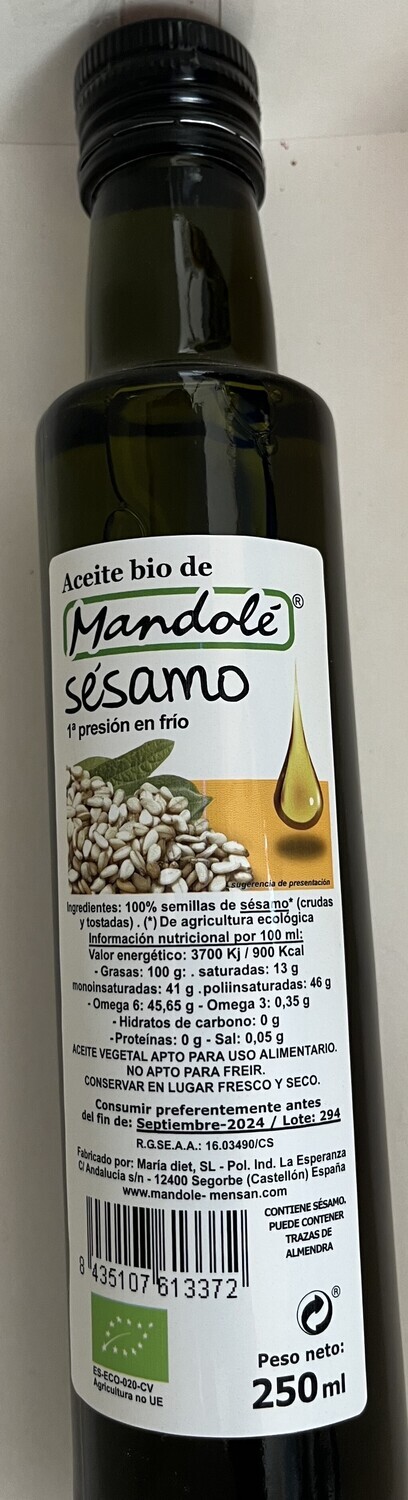 Aceite bio de
Mandolé®
sésamo
1ª presión en frío
sugerencia de presentación
Ingredientes: 100% semillas de sésamo* (crudas
y tostadas) . (*) De agricultura ecológica
Información nutricional por 100 ml:
Valor energético: 3700 Kj / 900 Kcal
- Grasas: 100 g: . saturadas: 13 g
monoinsaturadas: 41 g .poliinsaturadas: 46 g
- Omega 6: 45,65 g - Omega 3: 0,35 g
- Hidratos de carbono: 0 g
-Proteínas: 0 g - Sal: 0,05 g
ACEITE VEGETAL APTO PARA USO ALIMENTARIO.
NO APTO PARA FREIR.
CONSERVAR EN LUGAR FRESCO Y SECO.
Consumir preferentemente antes
del fin de: Septiembre-2024 / Lote: 294
R.G.SE.A.A.: 16.03490/CS
Fabricado por: María diet, SL - Pol. Ind. La Esperanza
C/ Andalucía s/n - 12400 Segorbe (Castellón) España
www.mandole- mensan.com
CONTIENE SÉSAMO.
PUEDE CONTENER
TRAZAS DE
ALMENDRA
8 435107 613372
®
ES-ECO-020-CV
Agricultura no UE
Peso neto:
250 ml